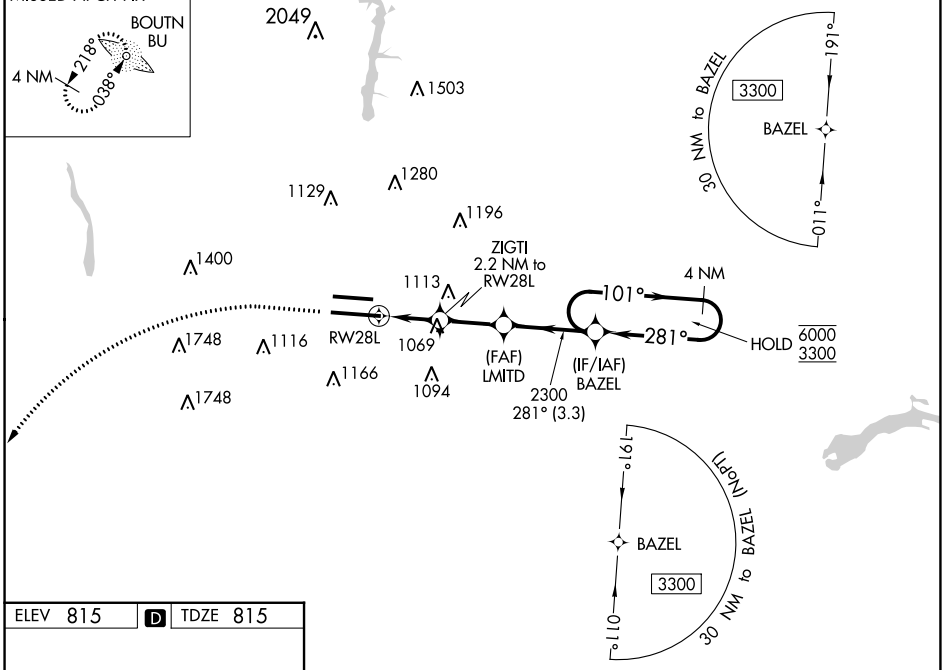 BOUTN
BU
218°
4 NM
038°
2049
1503
191°
3300
BAZEL
30 NM to BAZEL
011°
1280
1129
1196
ZIGTI
2.2 NM to
RW28L
1400
1113
4 NM
101°
RW28L
1069
281°
HOLD
6000
3300
1748
1116
(FAF)
LMITD
(IF/IAF)
BAZEL
1166
1094
2300
281° (3.3)
1748
191°
30 NM to BAZEL (NoPT)
BAZEL
3300
011°
ELEV 815
D
TDZE 815